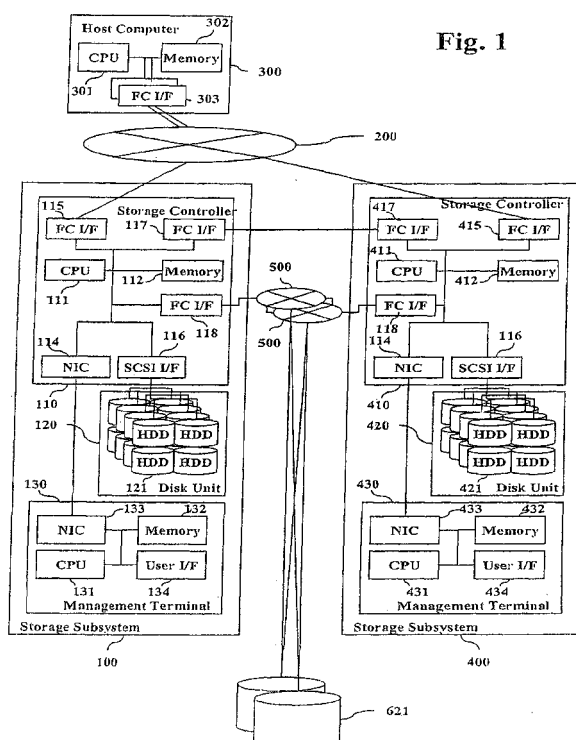 Fig. 1
Host Computer
302
CPU
Memory
300
301
FC I/F
303
200
115
Storage Controller
FC I/F
117
FC I/F
CPU
Memory
111
112
FC I/F
118
114
116
NIC
SCSI I/F
110
120
HDD
HDD
HDD
HDD
121
Disk Unit
130
133
132
NIC
Memory
CPU
User I/F
131
134
Management Terminal
Storage Subsystem
100
500
500
417
Storage Controller
FC I/F
415
FC I/F
411
CPU
Memory
412
FC I/F
118
114
116
NIC
SCSI I/F
410
420
HDD
HDD
HDD
HDD
421
Disk Unit
430
433
432
NIC
Memory
CPU
User I/F
431
434
Management Terminal
Storage Subsystem
400
621